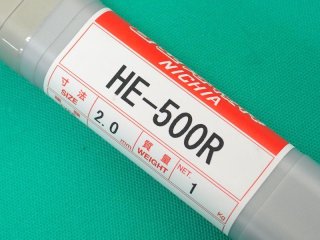 NICHIA
HE-500R
寸法 2.0 mm 質量 NET. 1 Kg
SIZE WEIGHT